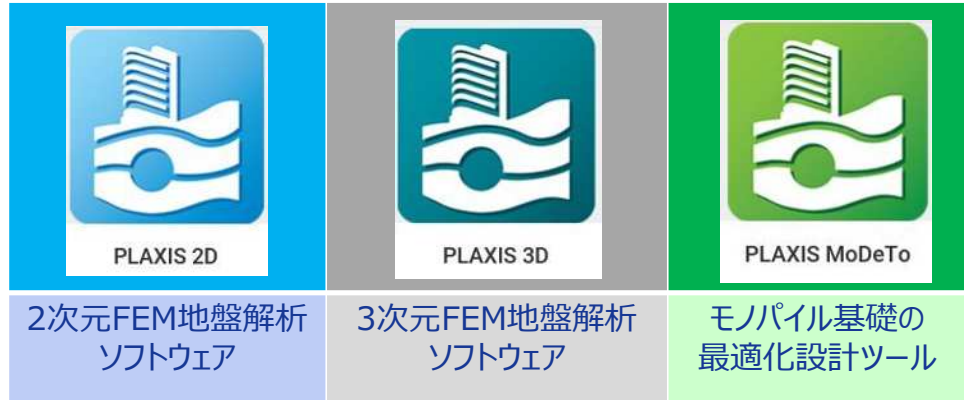 PLAXIS 2D
PLAXIS 3D
PLAXIS MoDeTo
2次元FEM地盤解析
ソフトウェア
3次元FEM地盤解析
ソフトウェア
モノパイル基礎の
最適化設計ツール